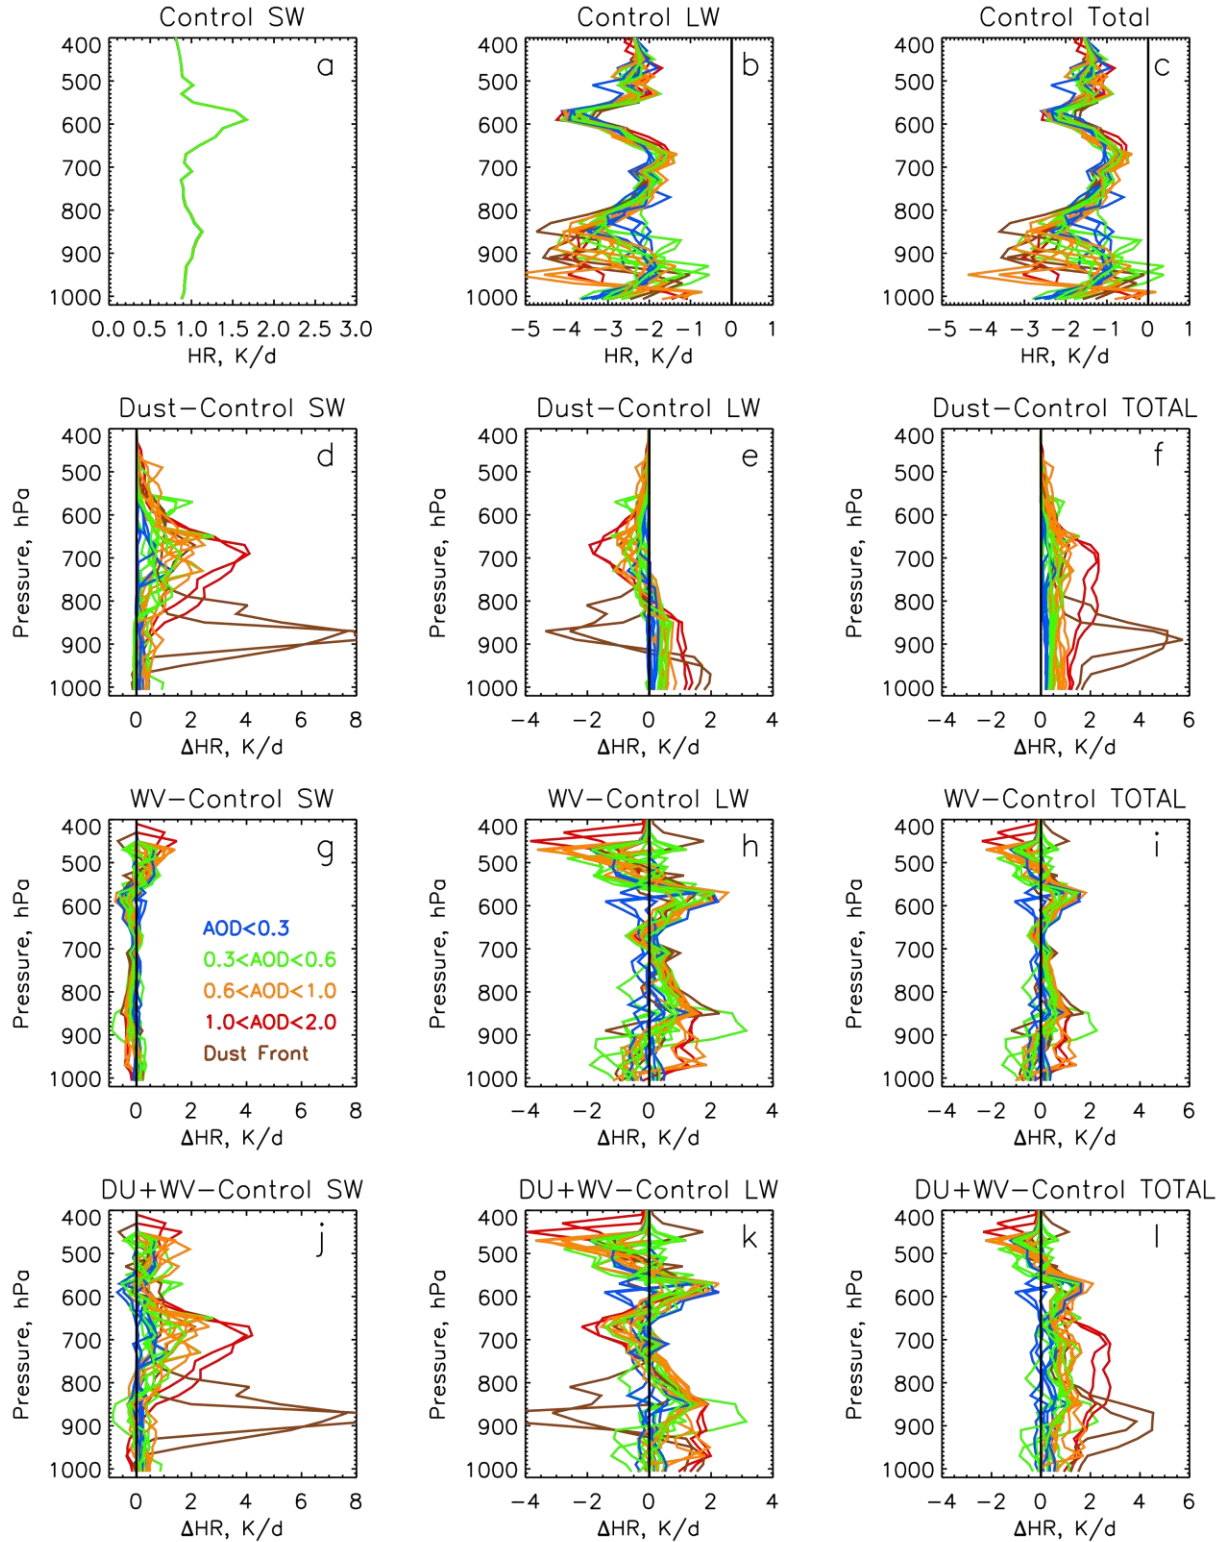 Control SW
Control LW
Control Total
a
b
c
400
500
600
700
800
900
1000
400
500
600
700
800
900
1000
400
500
600
700
800
900
1000
0.0 0.5 1.0 1.5 2.0 2.5 3.0
-5 -4 -3 -2 -1 0 1
-5 -4 -3 -2 -1 0 1
HR, K/d
HR, K/d
HR, K/d
Dust-Control SW
Dust-Control LW
Dust-Control TOTAL
d
e
f
Pressure, hPa
400
500
600
700
800
900
1000
Pressure, hPa
400
500
600
700
800
900
1000
Pressure, hPa
400
500
600
700
800
900
1000
0 2 4 6 8
-4 -2 0 2 4
-4 -2 0 2 4 6
ΔHR, K/d
ΔHR, K/d
ΔHR, K/d
WV-Control SW
WV-Control LW
WV-Control TOTAL
g
h
i
Pressure, hPa
400
500
600
700
800
900
1000
AOD<0.3
0.3<AOD<0.6
0.6<AOD<1.0
1.0<AOD<2.0
Dust Front
Pressure, hPa
400
500
600
700
800
900
1000
Pressure, hPa
400
500
600
700
800
900
1000
0 2 4 6 8
-4 -2 0 2 4
-4 -2 0 2 4 6
ΔHR, K/d
ΔHR, K/d
ΔHR, K/d
DU+WV-Control SW
DU+WV-Control LW
DU+WV-Control TOTAL
j
k
l
Pressure, hPa
400
500
600
700
800
900
1000
Pressure, hPa
400
500
600
700
800
900
1000
Pressure, hPa
400
500
600
700
800
900
1000
0 2 4 6 8
-4 -2 0 2 4
-4 -2 0 2 4 6
ΔHR, K/d
ΔHR, K/d
ΔHR, K/d